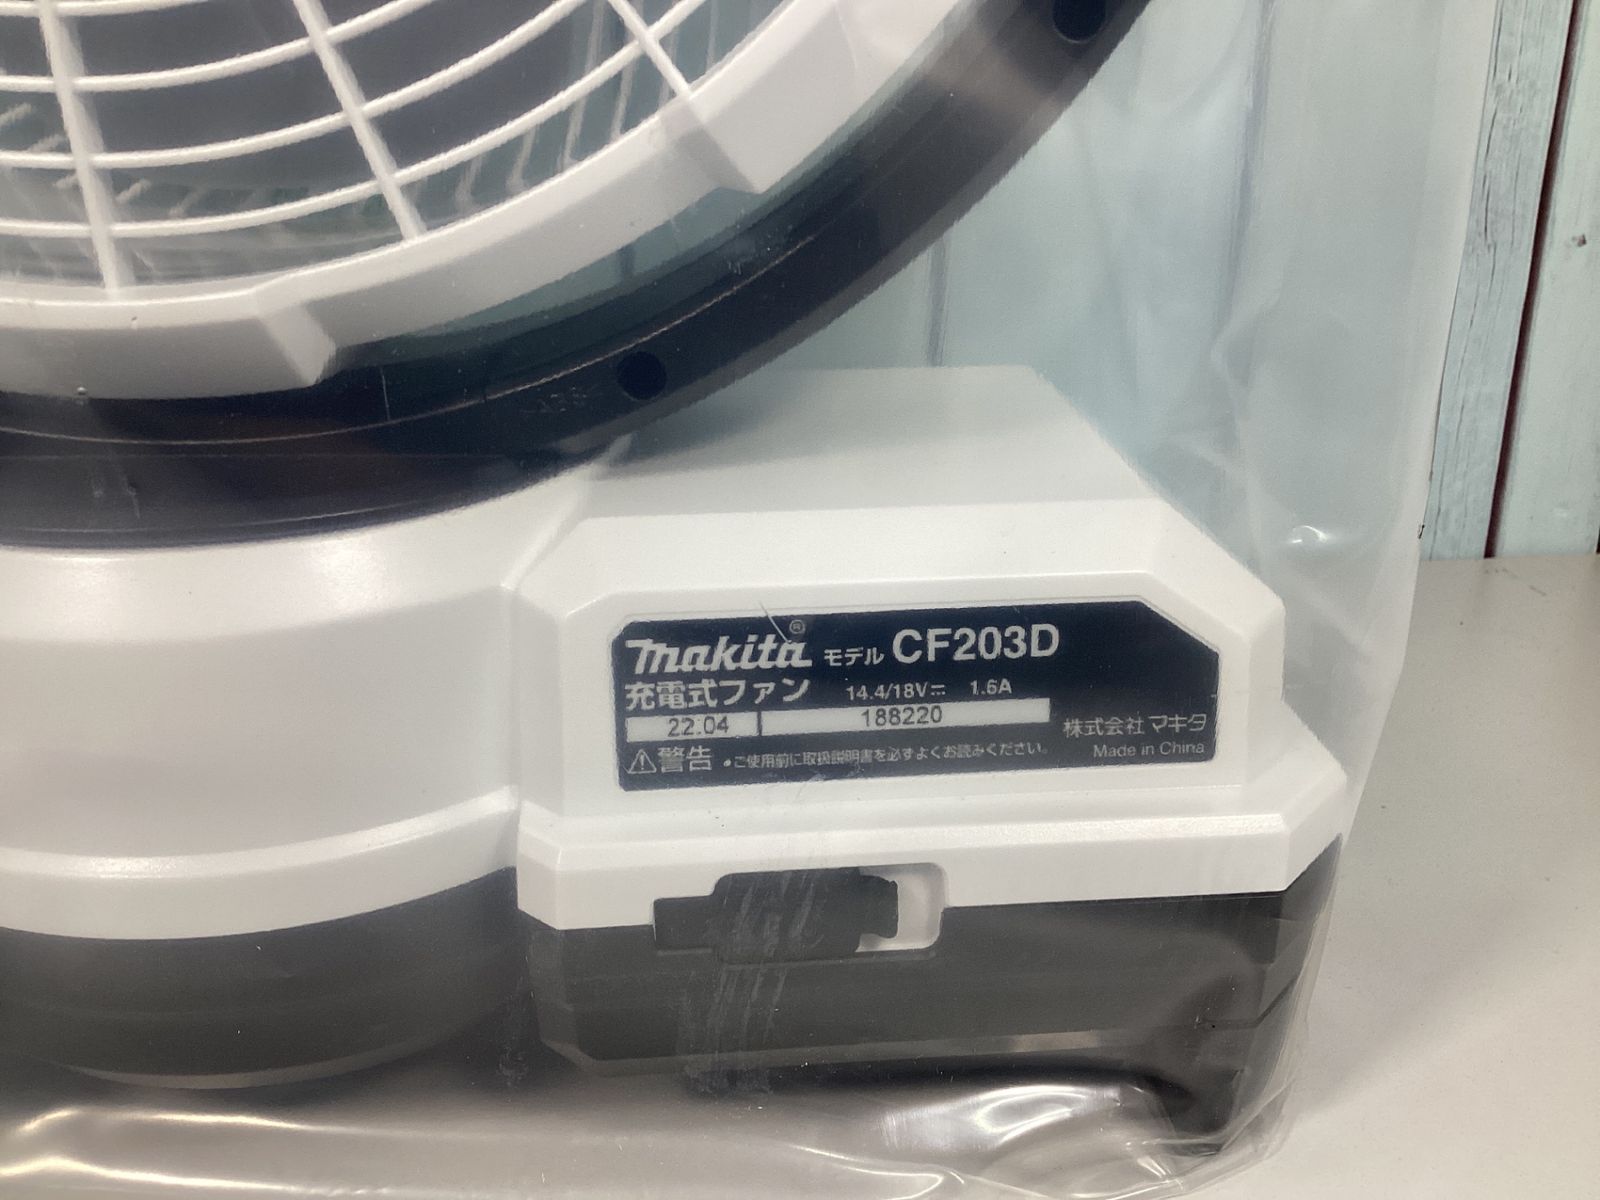 makita® モデル CF203D
充電式ファン 14.4/18V⎓ 1.6A
22.04 188220
株式会社 マキタ
⚠警告 ●ご使用前に取扱説明書を必ずよくお読みください。
Made in China